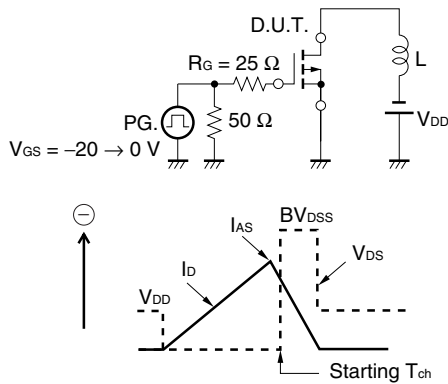 D.U.T.
RG = 25 Ω
L
PG.
50 Ω
VDD
VGS = −20 → 0 V
−
IAS
BVDSS
ID
VDS
VDD
Starting Tch